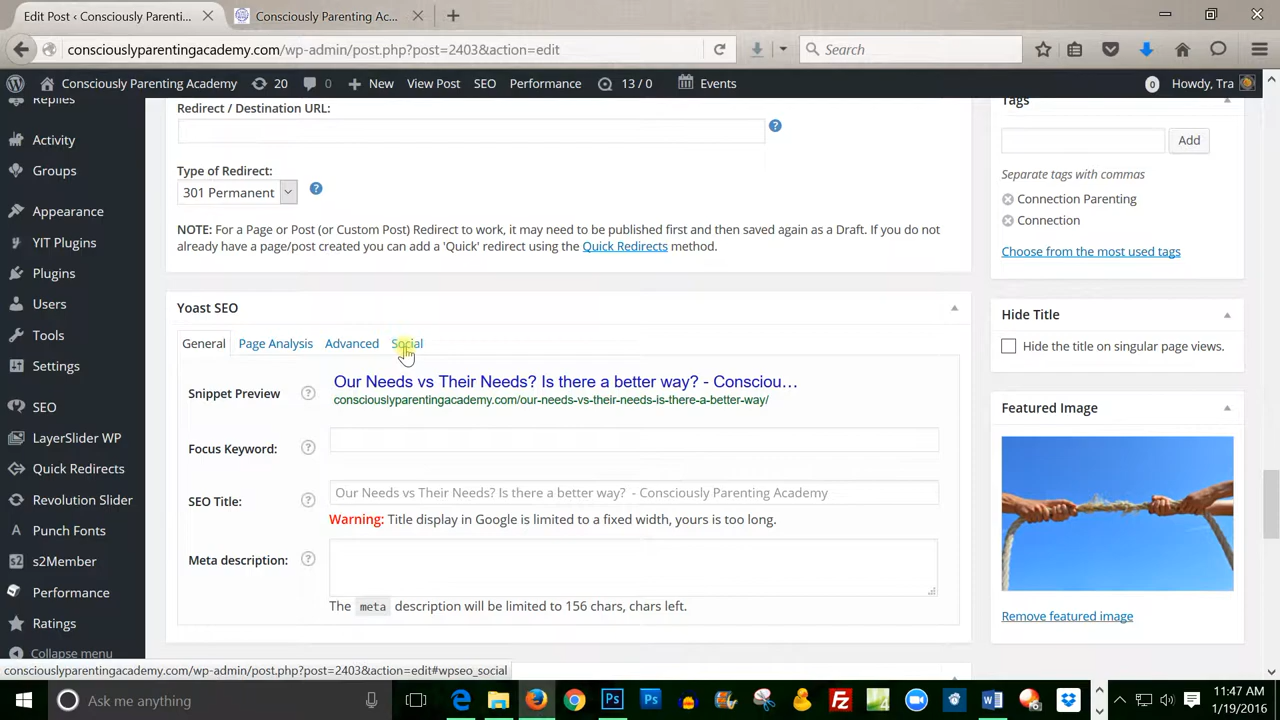 Edit Post ‹ Consciously Parenti...
Consciously Parenting Ac...
consciouslyparentingacademy.com/wp-admin/post.php?post=2403&action=edit
Search
Consciously Parenting Academy
20
0
New
View Post
SEO
Performance
13 / 0
Events
0
Howdy, Tra
Replies
Activity
Groups
Appearance
YIT Plugins
Plugins
Users
Tools
Settings
SEO
LayerSlider WP
Quick Redirects
Revolution Slider
Punch Fonts
s2Member
Performance
Ratings
Collapse menu
Redirect / Destination URL:
?
Type of Redirect:
301 Permanent
?
NOTE: For a Page or Post (or Custom Post) Redirect to work, it may need to be published first and then saved again as a Draft. If you do not
already have a page/post created you can add a 'Quick' redirect using the Quick Redirects method.
Yoast SEO
General
Page Analysis
Advanced
Social
Snippet Preview
?
Our Needs vs Their Needs? Is there a better way? - Consciou...
consciouslyparentingacademy.com/our-needs-vs-their-needs-is-there-a-better-way/
Focus Keyword:
?
SEO Title:
?
Our Needs vs Their Needs? Is there a better way? - Consciously Parenting Academy
Warning: Title display in Google is limited to a fixed width, yours is too long.
Meta description:
?
The meta description will be limited to 156 chars, chars left.
Tags
Add
Separate tags with commas
Connection Parenting
Connection
Choose from the most used tags
Hide Title
Hide the title on singular page views.
Featured Image
Remove featured image
consciouslyparentingacademy.com/wp-admin/post.php?post=2403&action=edit#wpseo_social
Ask me anything
11:47 AM
1/19/2016